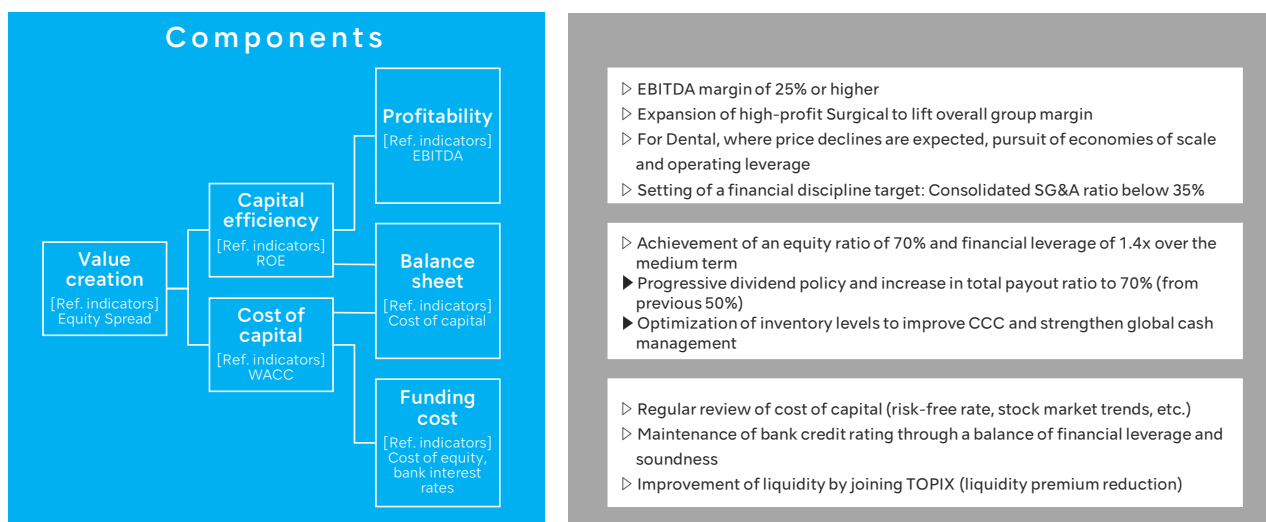 Components
Value
creation
[Ref. indicators]
Equity Spread
Capital
efficiency
[Ref. indicators]
ROE
Cost of
capital
[Ref. indicators]
WACC
Profitability
[Ref. indicators]
EBITDA
Balance
sheet
[Ref. indicators]
Cost of capital
Funding
cost
[Ref. indicators]
Cost of equity,
bank interest
rates
▷ EBITDA margin of 25% or higher
▷ Expansion of high-profit Surgical to lift overall group margin
▷ For Dental, where price declines are expected, pursuit of economies of scale
and operating leverage
▷ Setting of a financial discipline target: Consolidated SG&A ratio below 35%
▷ Achievement of an equity ratio of 70% and financial leverage of 1.4x over the
medium term
▶ Progressive dividend policy and increase in total payout ratio to 70% (from
previous 50%)
▶ Optimization of inventory levels to improve CCC and strengthen global cash
management
▷ Regular review of cost of capital (risk-free rate, stock market trends, etc.)
▷ Maintenance of bank credit rating through a balance of financial leverage and
soundness
▷ Improvement of liquidity by joining TOPIX (liquidity premium reduction)